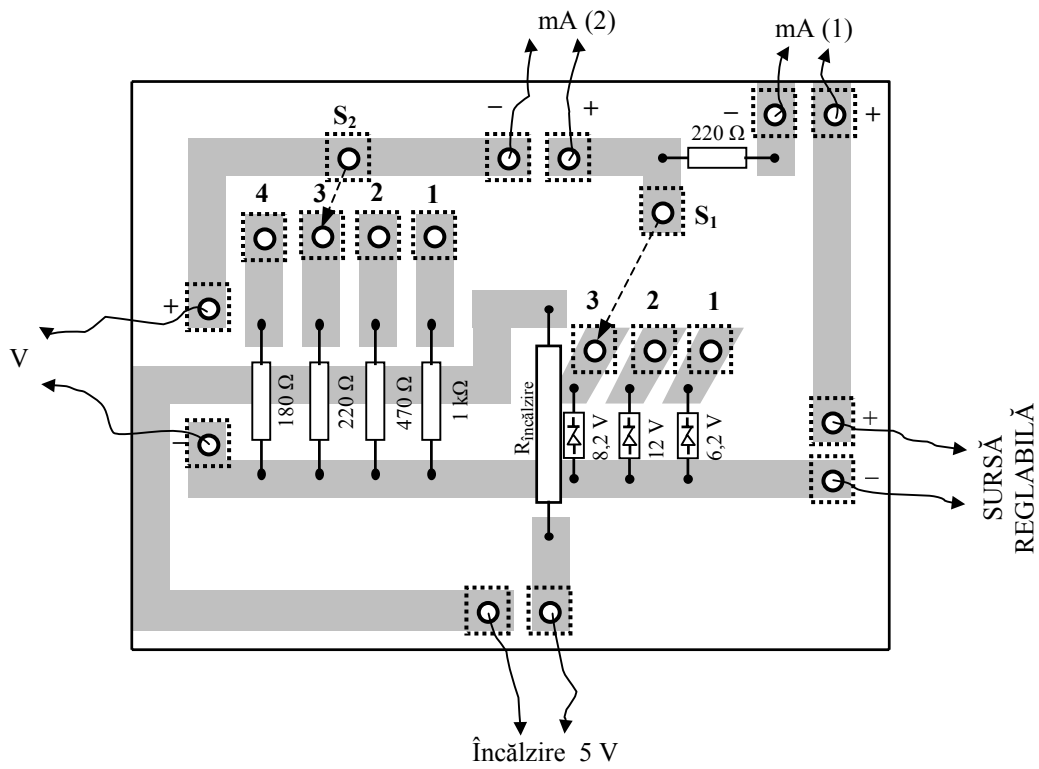 mA (2)
mA (1)
− +
− +
S₂
220 Ω
4 3 2 1
S₁
+
3 2 1
V
180 Ω
220 Ω
470 Ω
1 kΩ
Rîncălzire
8,2 V
12 V
6,2 V
−
+
−
SURSĂ
REGLABILĂ
Încălzire 5 V